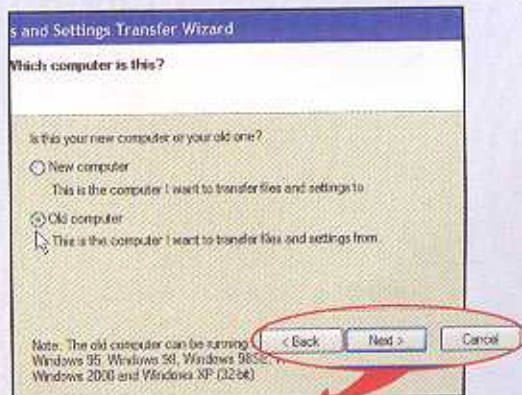 s and Settings Transfer Wizard
Which computer is this?
Is this your new computer or your old one?
New computer
This is the computer I want to transfer files and settings to
Old computer
This is the computer I want to transfer files and settings from.
Note. The old computer can be running
Windows 95, Windows 98, Windows 98SE,
Windows 2000 and Windows XP (32 bit)
< Back
Next >
Cancel